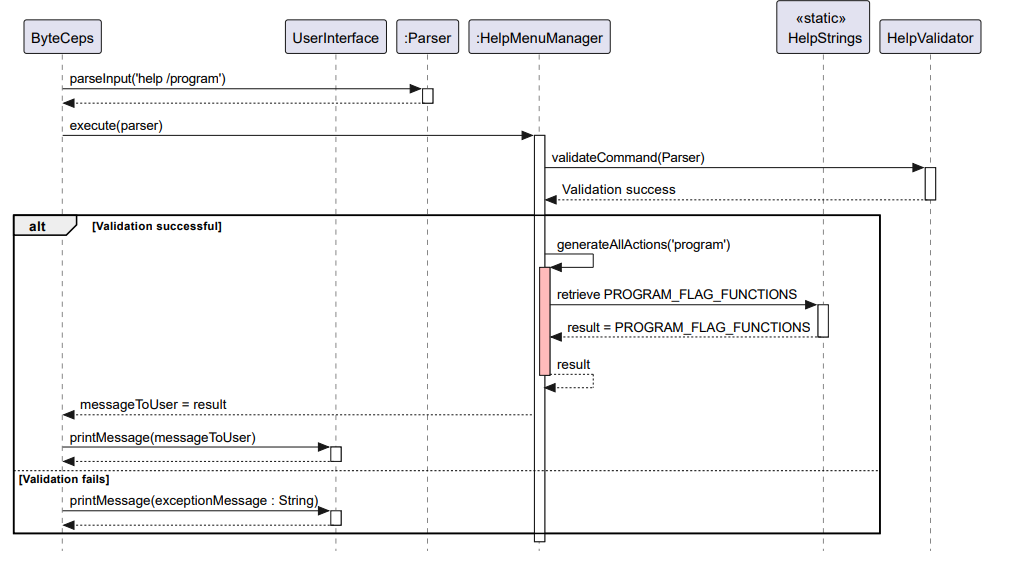 «static»
ByteCeps
UserInterface
:Parser
:HelpMenuManager
HelpStrings
HelpValidator
parseInput('help /program')
execute(parser)
validateCommand(Parser)
Validation success
alt
[Validation successful]
generateAllActions('program')
retrieve PROGRAM_FLAG_FUNCTIONS
result = PROGRAM_FLAG_FUNCTIONS
result
messageToUser = result
printMessage(messageToUser)
[Validation fails]
printMessage(exceptionMessage : String)